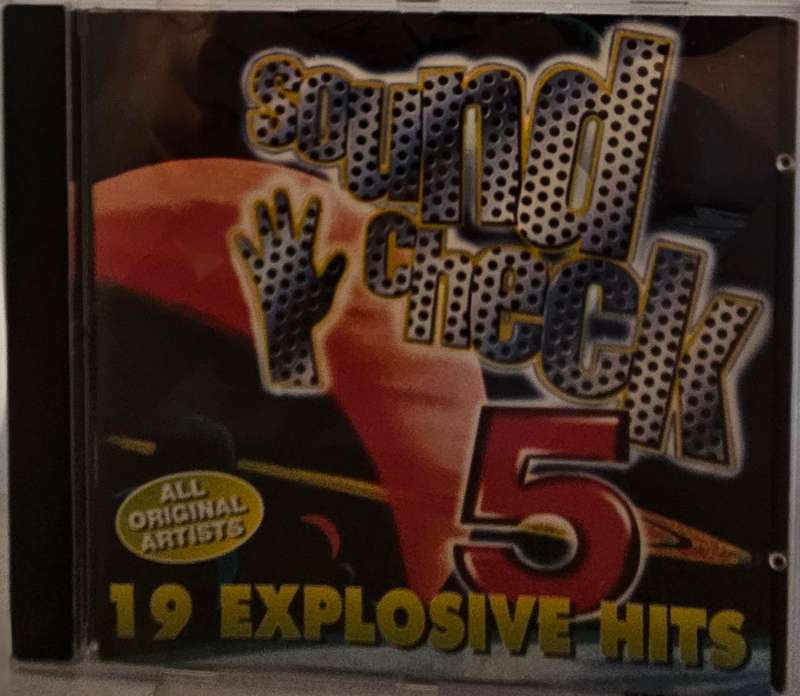 sound
check
5
ALL
ORIGINAL
ARTISTS
19 EXPLOSIVE HITS